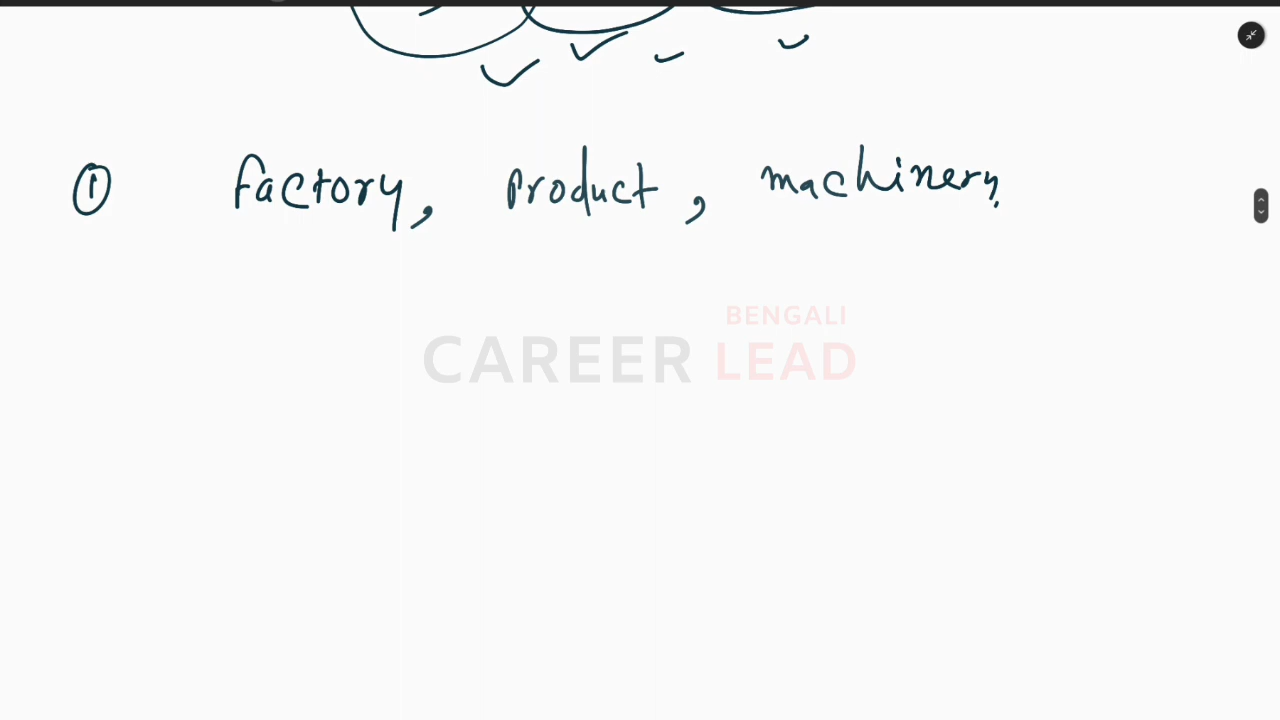 ① factory, product, machinery.
BENGALI
CAREER LEAD